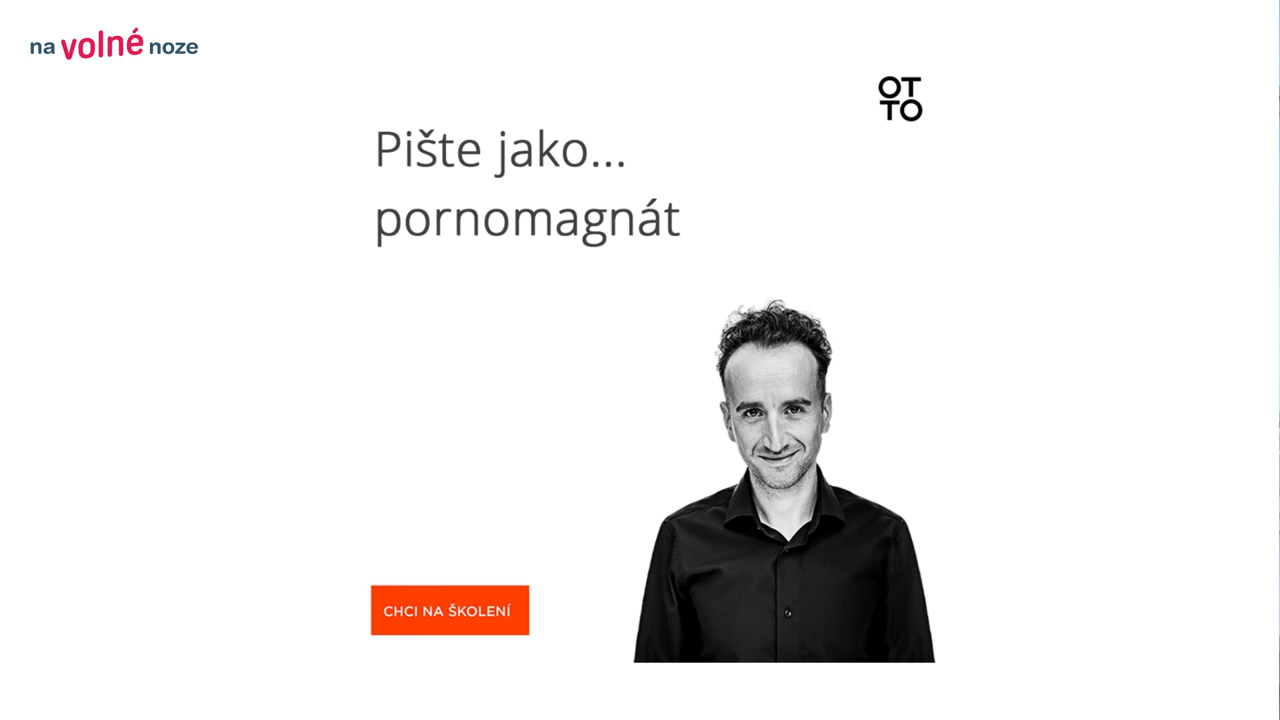 na volné noze
OT
TO
Pište jako...
pornomagnát
CHCI NA ŠKOLENÍ